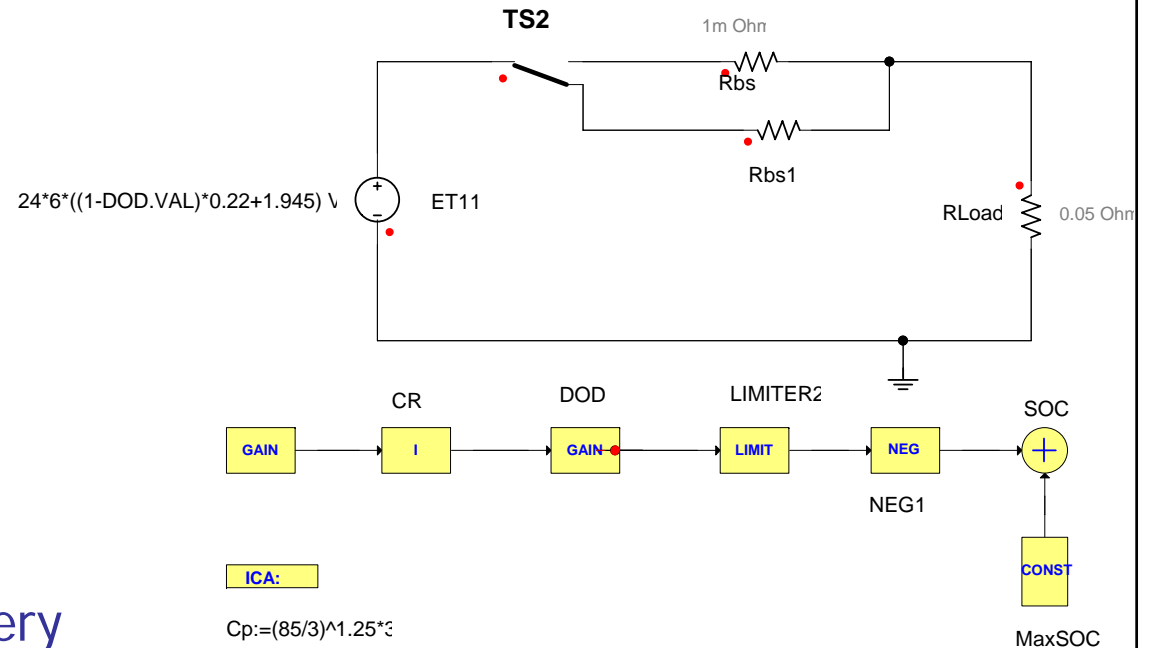 TS2
1m Ohm
Rbs
Rbs1
24*6*((1-DOD.VAL)*0.22+1.945) V
ET11
RLoad
0.05 Ohm
CR
DOD
LIMITER2
SOC
GAIN
I
GAIN
LIMIT
NEG
NEG1
CONST
ICA:
ery
Cp:=(85/3)^1.25*3
MaxSOC